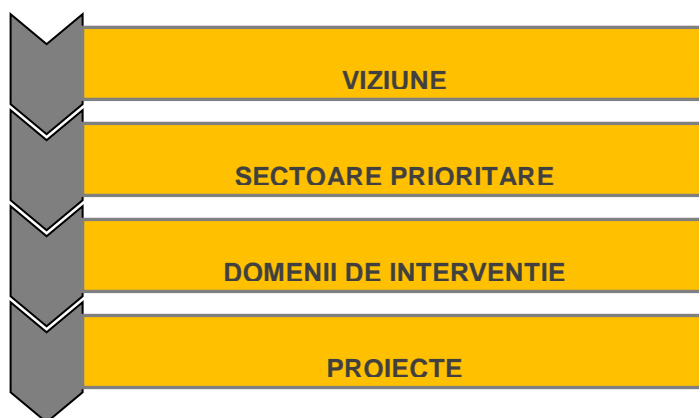 VIZIUNE
SECTOARE PRIORITARE
DOMENII DE INTERVENTIE
PROIECTE